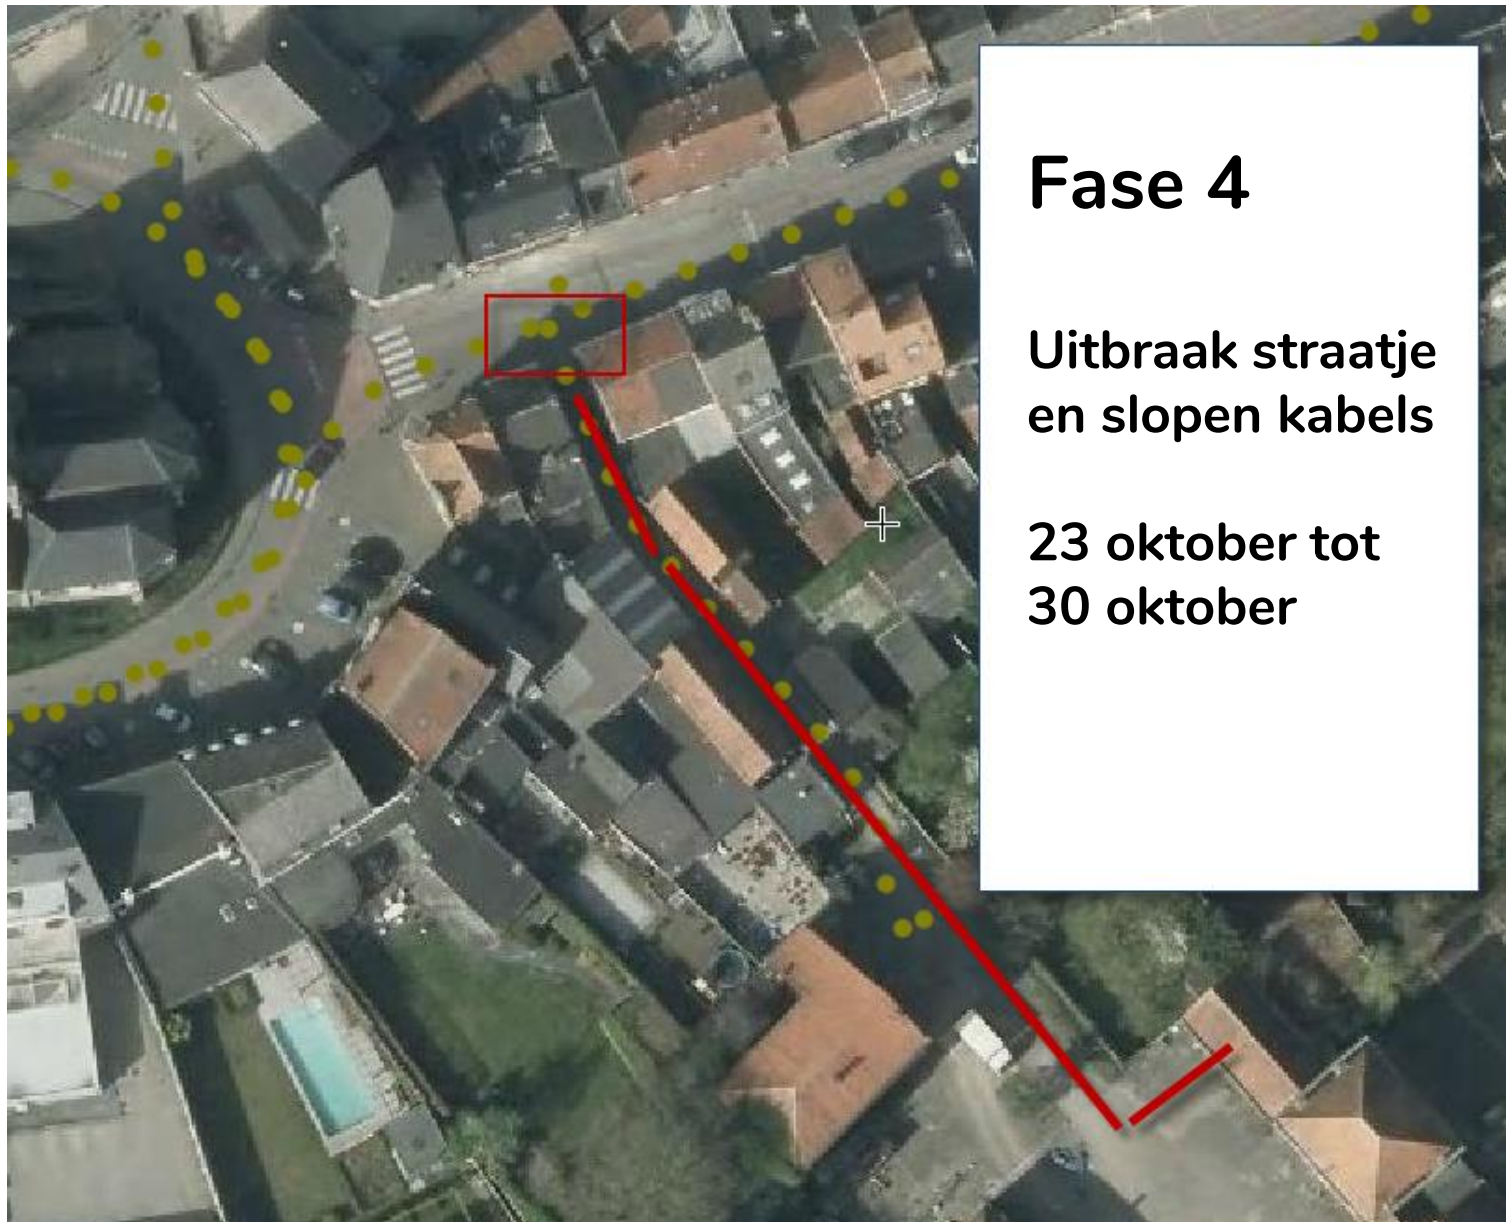 Fase 4
Uitbraak straatje
en slopen kabels
23 oktober tot
30 oktober